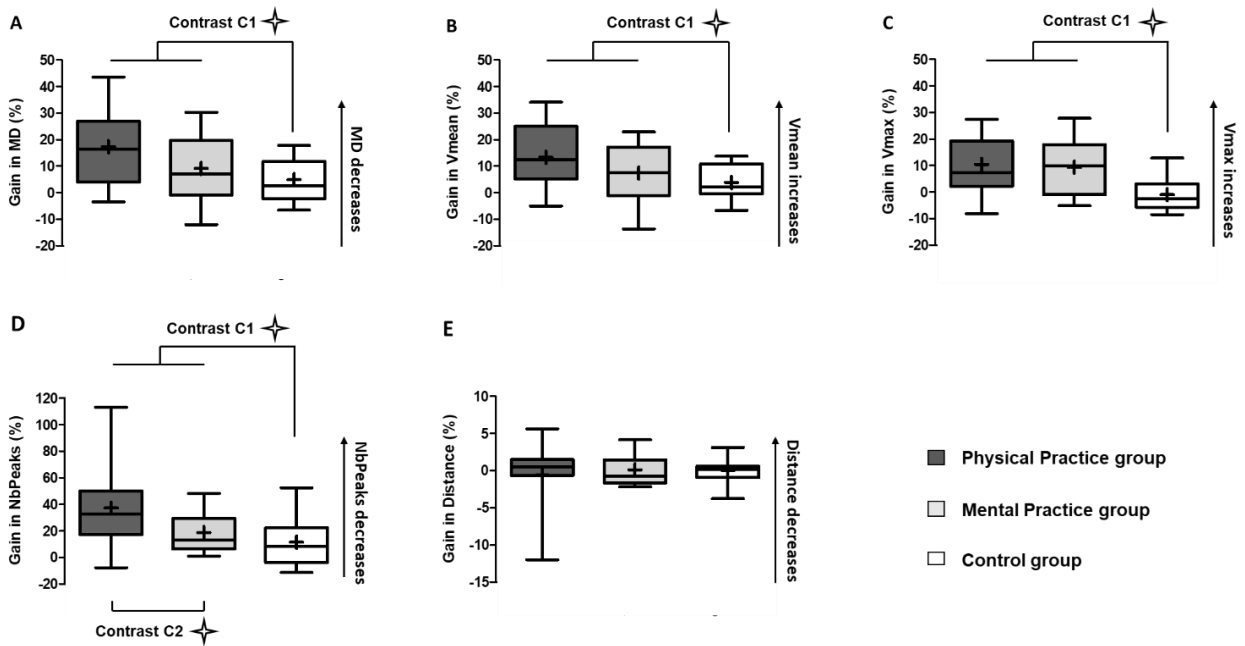 A
Contrast C1
Gain in MD (%)
50
40
30
20
10
0
-10
-20
MD decreases
B
Contrast C1
Gain in Vmean (%)
50
40
30
20
10
0
-10
-20
Vmean increases
C
Contrast C1
Gain in Vmax (%)
50
40
30
20
10
0
-10
-20
Vmax increases
D
Contrast C1
Gain in NbPeaks (%)
120
100
80
60
40
20
0
-20
NbPeaks decreases
Contrast C2
E
Gain in Distance (%)
10
5
0
-5
-10
-15
Distance decreases
Physical Practice group
Mental Practice group
Control group